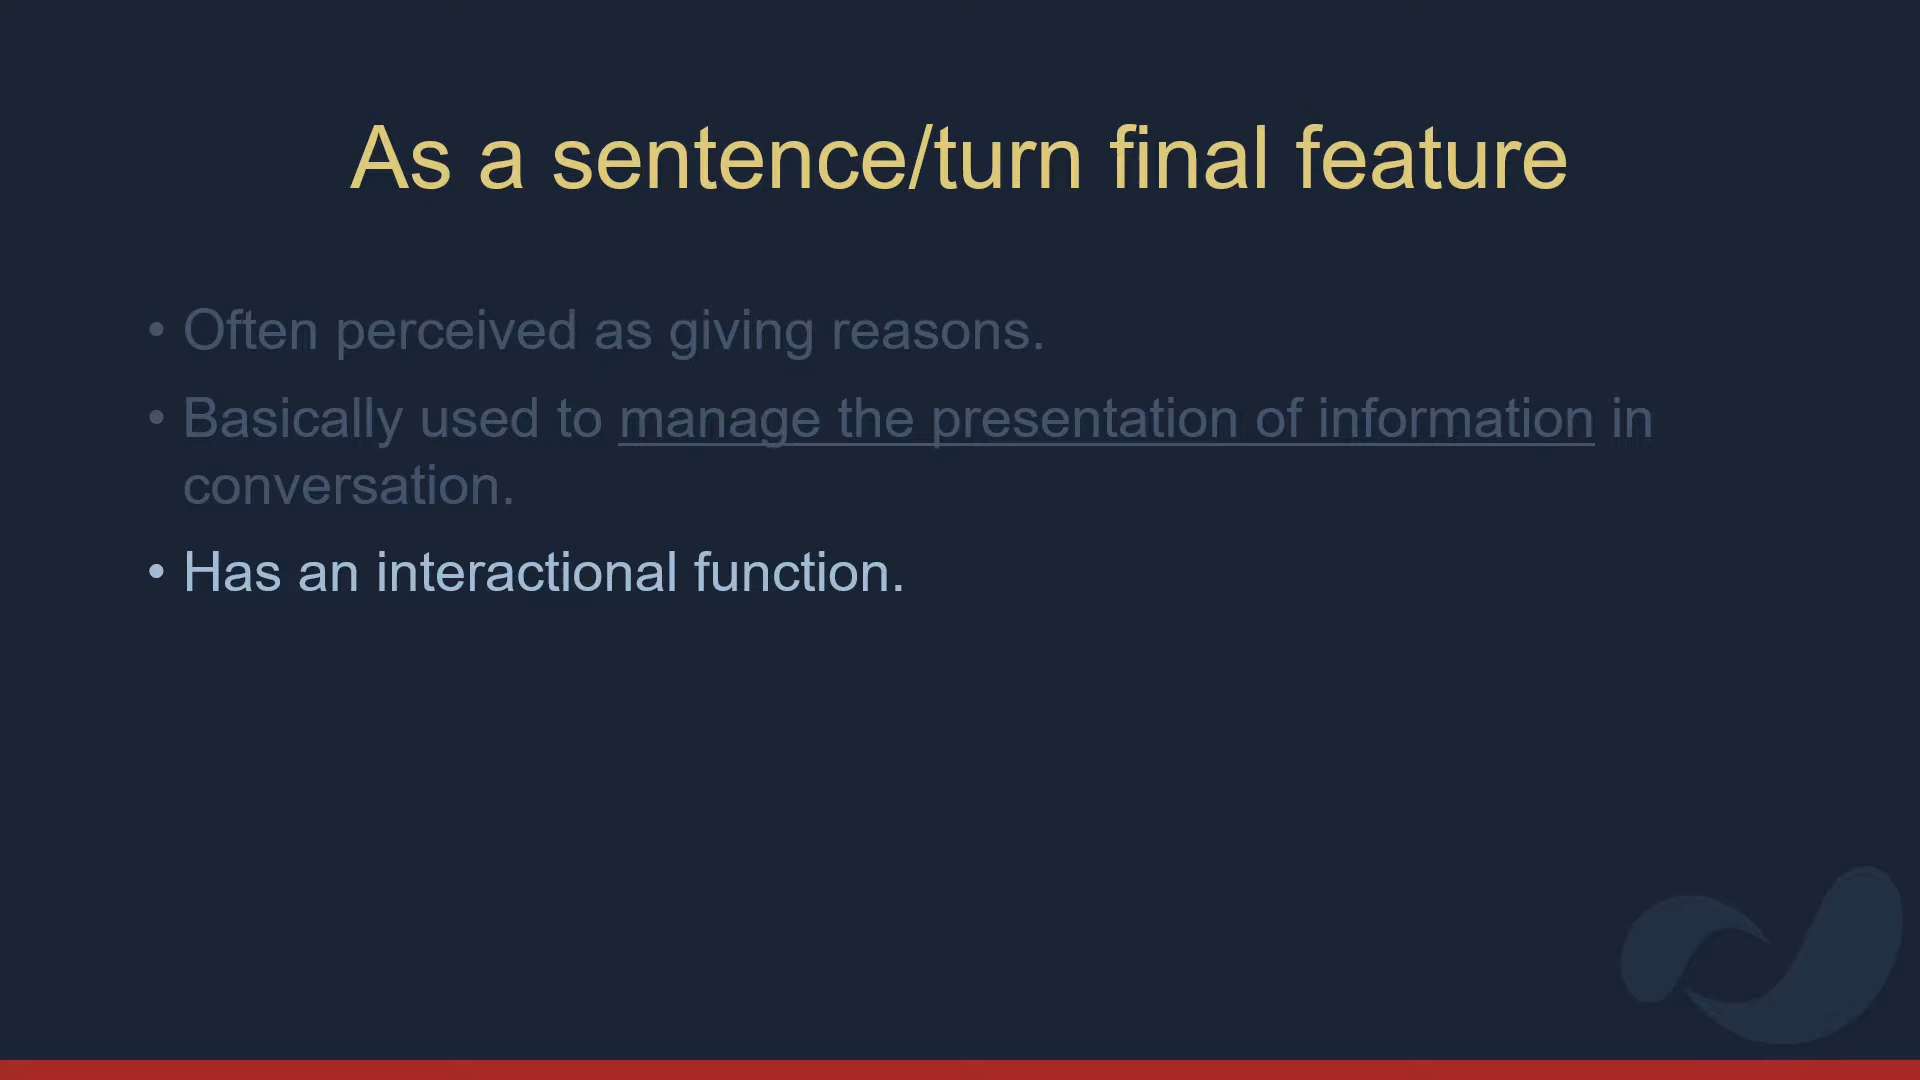 As a sentence/turn final feature
• Often perceived as giving reasons.
• Basically used to manage the presentation of information in
conversation.
• Has an interactional function.